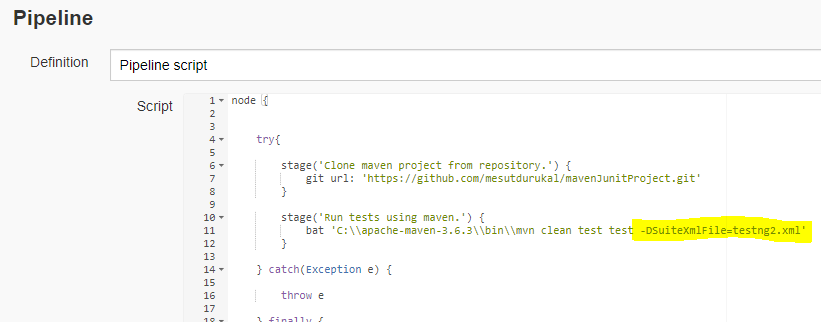 Pipeline
Definition
Pipeline script
Script
1 node {
2
3
4 try{
5
6 stage('Clone maven project from repository.') {
7 git url: 'https://github.com/mesutdurukal/mavenJunitProject.git'
8 }
9
10 stage('Run tests using maven.') {
11 bat 'C:\\apache-maven-3.6.3\\bin\\mvn clean test test -DSuiteXmlFile=testng2.xml'
12 }
13
14 } catch(Exception e) {
15
16 throw e
17
18 } finally {